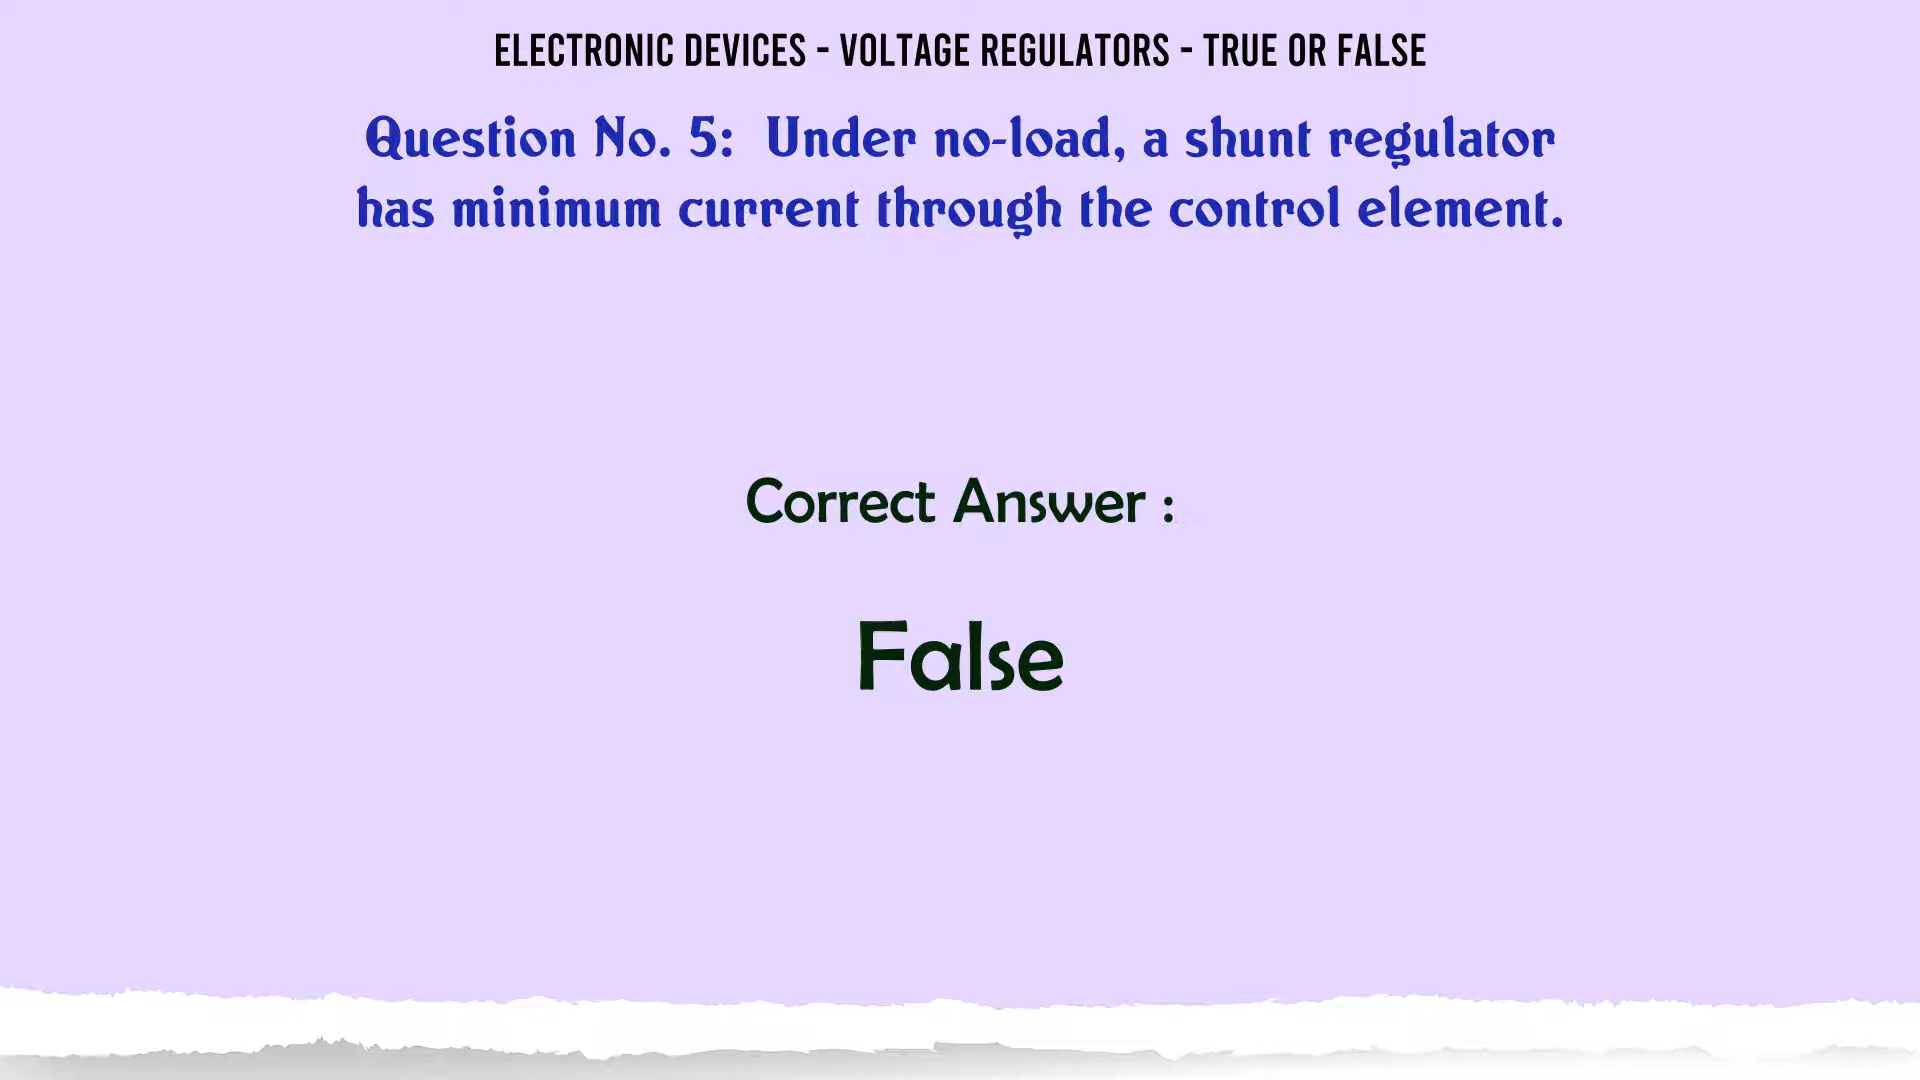 ELECTRONIC DEVICES - VOLTAGE REGULATORS - TRUE OR FALSE
Question No. 5: Under no-load, a shunt regulator
has minimum current through the control element.
Correct Answer :
False